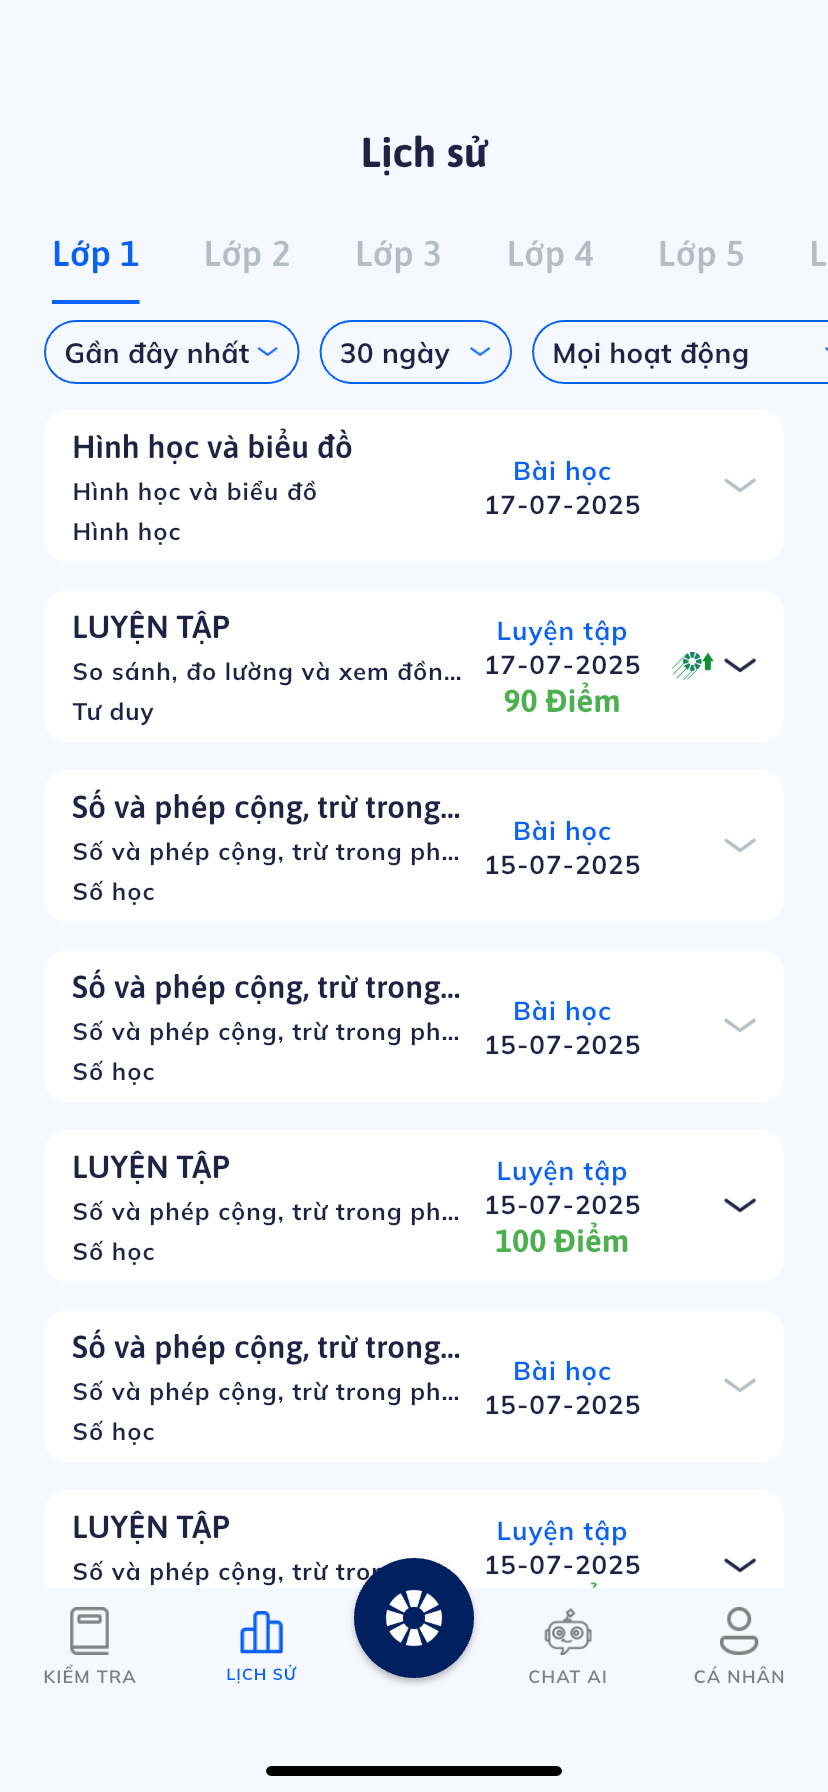 Lịch sử
Lớp 1 Lớp 2 Lớp 3 Lớp 4 Lớp 5 L
Gần đây nhất 30 ngày Mọi hoạt động
Hình học và biểu đồ
Hình học và biểu đồ
Hình học
Bài học
17-07-2025
LUYỆN TẬP
So sánh, đo lường và xem đồn...
Tư duy
Luyện tập
17-07-2025
90 Điểm
Số và phép cộng, trừ trong...
Số và phép cộng, trừ trong ph...
Số học
Bài học
15-07-2025
Số và phép cộng, trừ trong...
Số và phép cộng, trừ trong ph...
Số học
Bài học
15-07-2025
LUYỆN TẬP
Số và phép cộng, trừ trong ph...
Số học
Luyện tập
15-07-2025
100 Điểm
Số và phép cộng, trừ trong...
Số và phép cộng, trừ trong ph...
Số học
Bài học
15-07-2025
LUYỆN TẬP
Số và phép cộng, trừ
Luyện tập
15-07-2025
KIỂM TRA LỊCH SỬ CHAT AI CÁ NHÂN